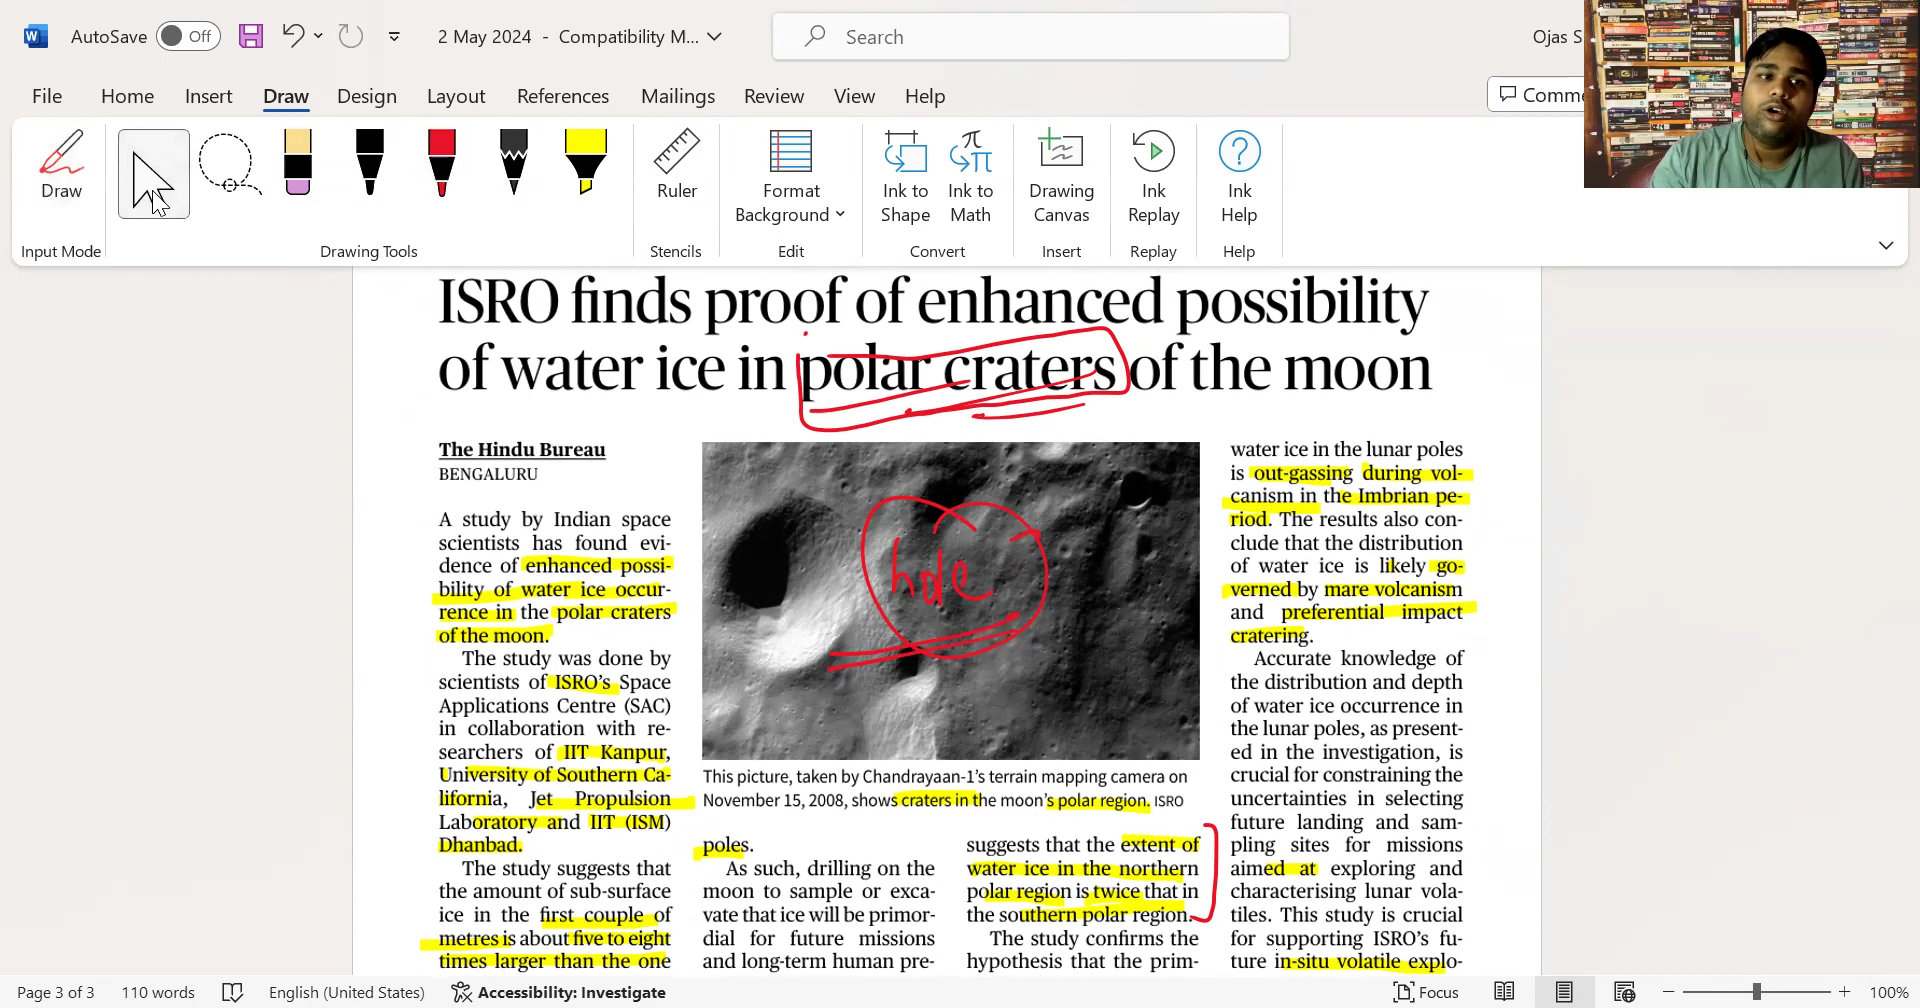 AutoSave Off 2 May 2024 - Compatibility M... Search Ojas S
File Home Insert Draw Design Layout References Mailings Review View Help Comme
Draw Ruler Format Background Ink to Shape Ink to Math Drawing Canvas Ink Replay Ink Help
Input Mode Drawing Tools Stencils Edit Convert Insert Replay Help
ISRO finds proof of enhanced possibility
of water ice in polar craters of the moon
The Hindu Bureau
BENGALURU
A study by Indian space
scientists has found evi-
dence of enhanced possi-
bility of water ice occur-
rence in the polar craters
of the moon.
The study was done by
scientists of ISRO's Space
Applications Centre (SAC)
in collaboration with re-
searchers of IIT Kanpur,
University of Southern Ca-
lifornia, Jet Propulsion
Laboratory and IIT (ISM)
Dhanbad.
The study suggests that
the amount of sub-surface
ice in the first couple of
metres is about five to eight
times larger than the one
hole
This picture, taken by Chandrayaan-1's terrain mapping camera on
November 15, 2008, shows craters in the moon's polar region. ISRO
poles.
As such, drilling on the
moon to sample or exca-
vate that ice will be primor-
dial for future missions
and long-term human pre-
suggests that the extent of
water ice in the northern
polar region is twice that in
the southern polar region.
The study confirms the
hypothesis that the prim-
water ice in the lunar poles
is out-gassing during vol-
canism in the Imbrian pe-
riod. The results also con-
clude that the distribution
of water ice is likely go-
verned by mare volcanism
and preferential impact
cratering.
Accurate knowledge of
the distribution and depth
of water ice occurrence in
the lunar poles, as present-
ed in the investigation, is
crucial for constraining the
uncertainties in selecting
future landing and sam-
pling sites for missions
aimed at exploring and
characterising lunar vola-
tiles. This study is crucial
for supporting ISRO's fu-
ture in-situ volatile explo-
Page 3 of 3 110 words English (United States) Accessibility: Investigate Focus 100%